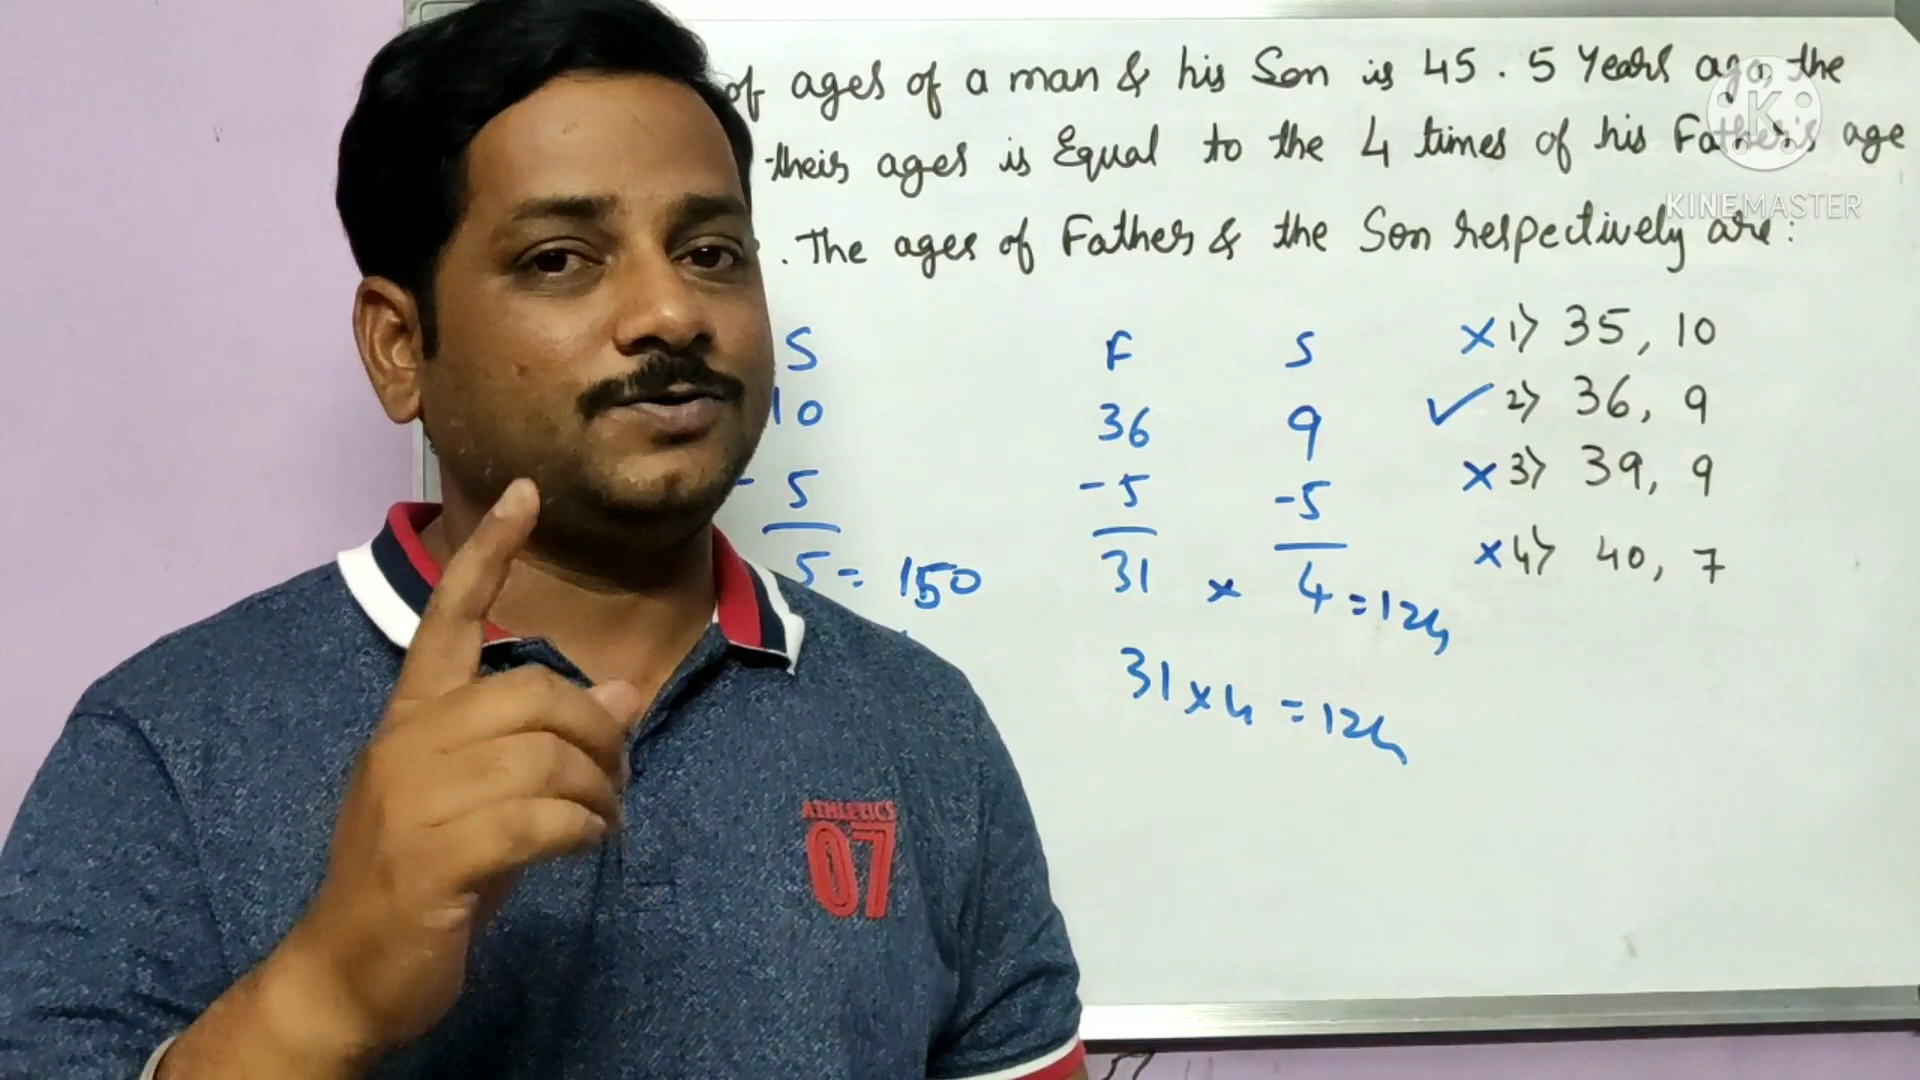 of ages of a man & his Son is 45 . 5 Years ago, the
their ages is Equal to the 4 times of his Father's age
. The ages of Father & the Son respectively are :
KINEMASTER
S
10
- 5
5 = 150
F S
36 9
-5 -5
31 × 4 = 124
31 × 4 = 124
× 1) 35, 10
✓ 2) 36, 9
× 3) 39, 9
× 4) 40, 7
ATHLETICS
07